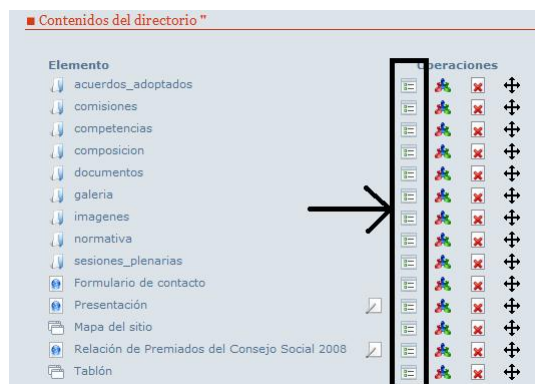 Contenidos del directorio ''
Elemento Operaciones
acuerdos_adoptados
comisiones
competencias
composicion
documentos
galeria
imagenes
normativa
sesiones_plenarias
Formulario de contacto
Presentación
Mapa del sitio
Relación de Premiados del Consejo Social 2008
Tablón